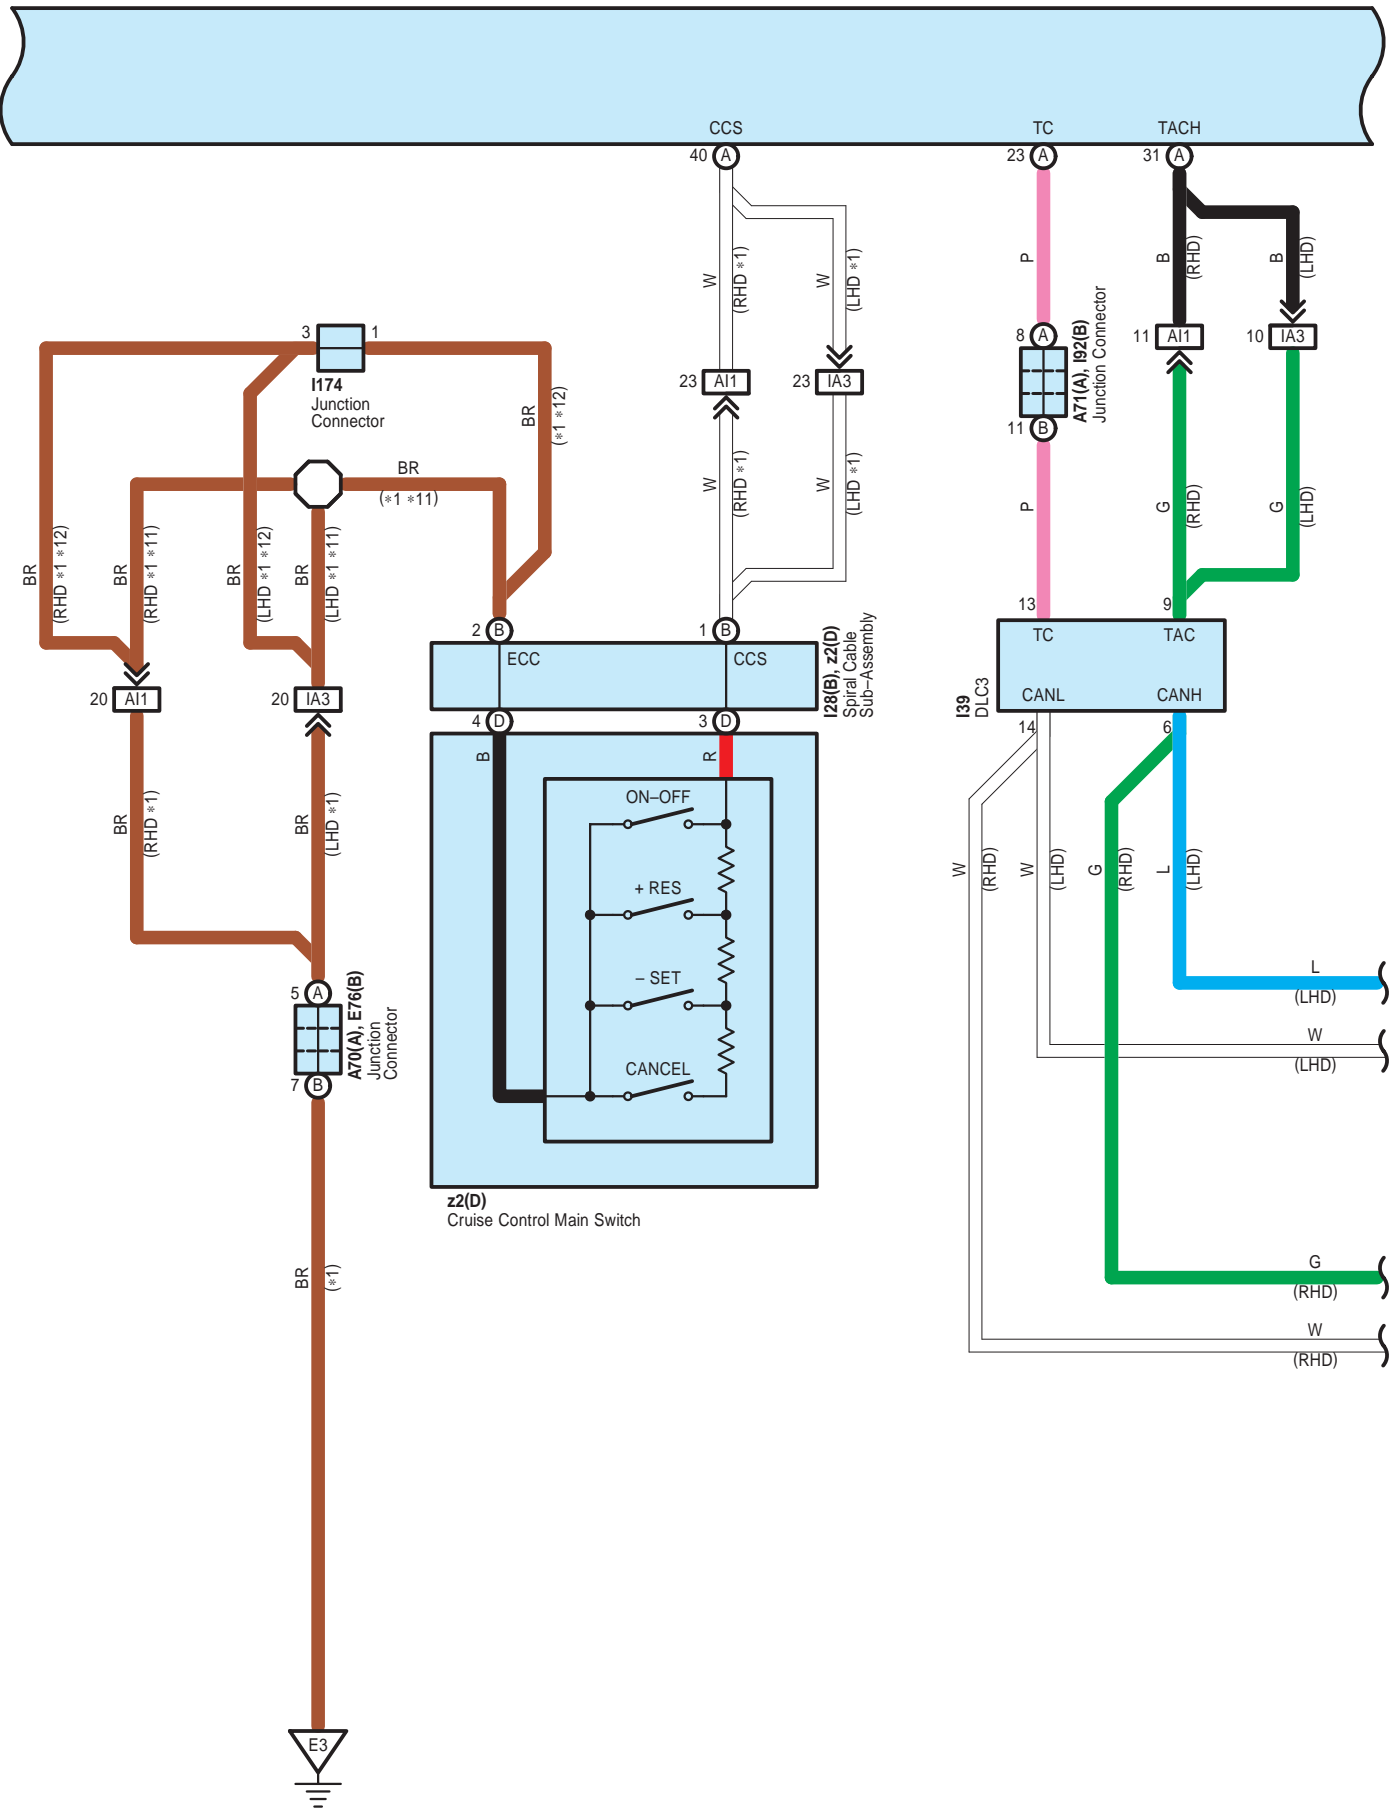 CCS
TC
TACH
40 A
23 A
31 A
W
(RHD *1)
W
(LHD *1)
P
B
(RHD)
B
(LHD)
3
1
I174
Junction
Connector
BR
(*1 *12)
23 AI1
23 IA3
8 A
A71(A), I92(B)
Junction Connector
11 B
11 AI1
10 IA3
BR
(*1 *11)
W
(RHD *1)
W
(LHD *1)
P
G
(RHD)
G
(LHD)
BR
(RHD *1 *12)
BR
(RHD *1 *11)
BR
(LHD *1 *12)
BR
(LHD *1 *11)
2 B
1 B
ECC
CCS
I28(B), z2(D)
Spiral Cable
Sub–Assembly
4 D
3 D
13
9
TC
TAC
CANL
CANH
I39
DLC3
14
6
20 AI1
20 IA3
B
R
ON–OFF
+ RES
– SET
CANCEL
z2(D)
Cruise Control Main Switch
BR
(RHD *1)
BR
(LHD *1)
W
(RHD)
W
(LHD)
G
(RHD)
L
(LHD)
5 A
A70(A), E76(B)
Junction
Connector
7 B
L
(LHD)
W
(LHD)
G
(RHD)
W
(RHD)
BR
(*1)
E3